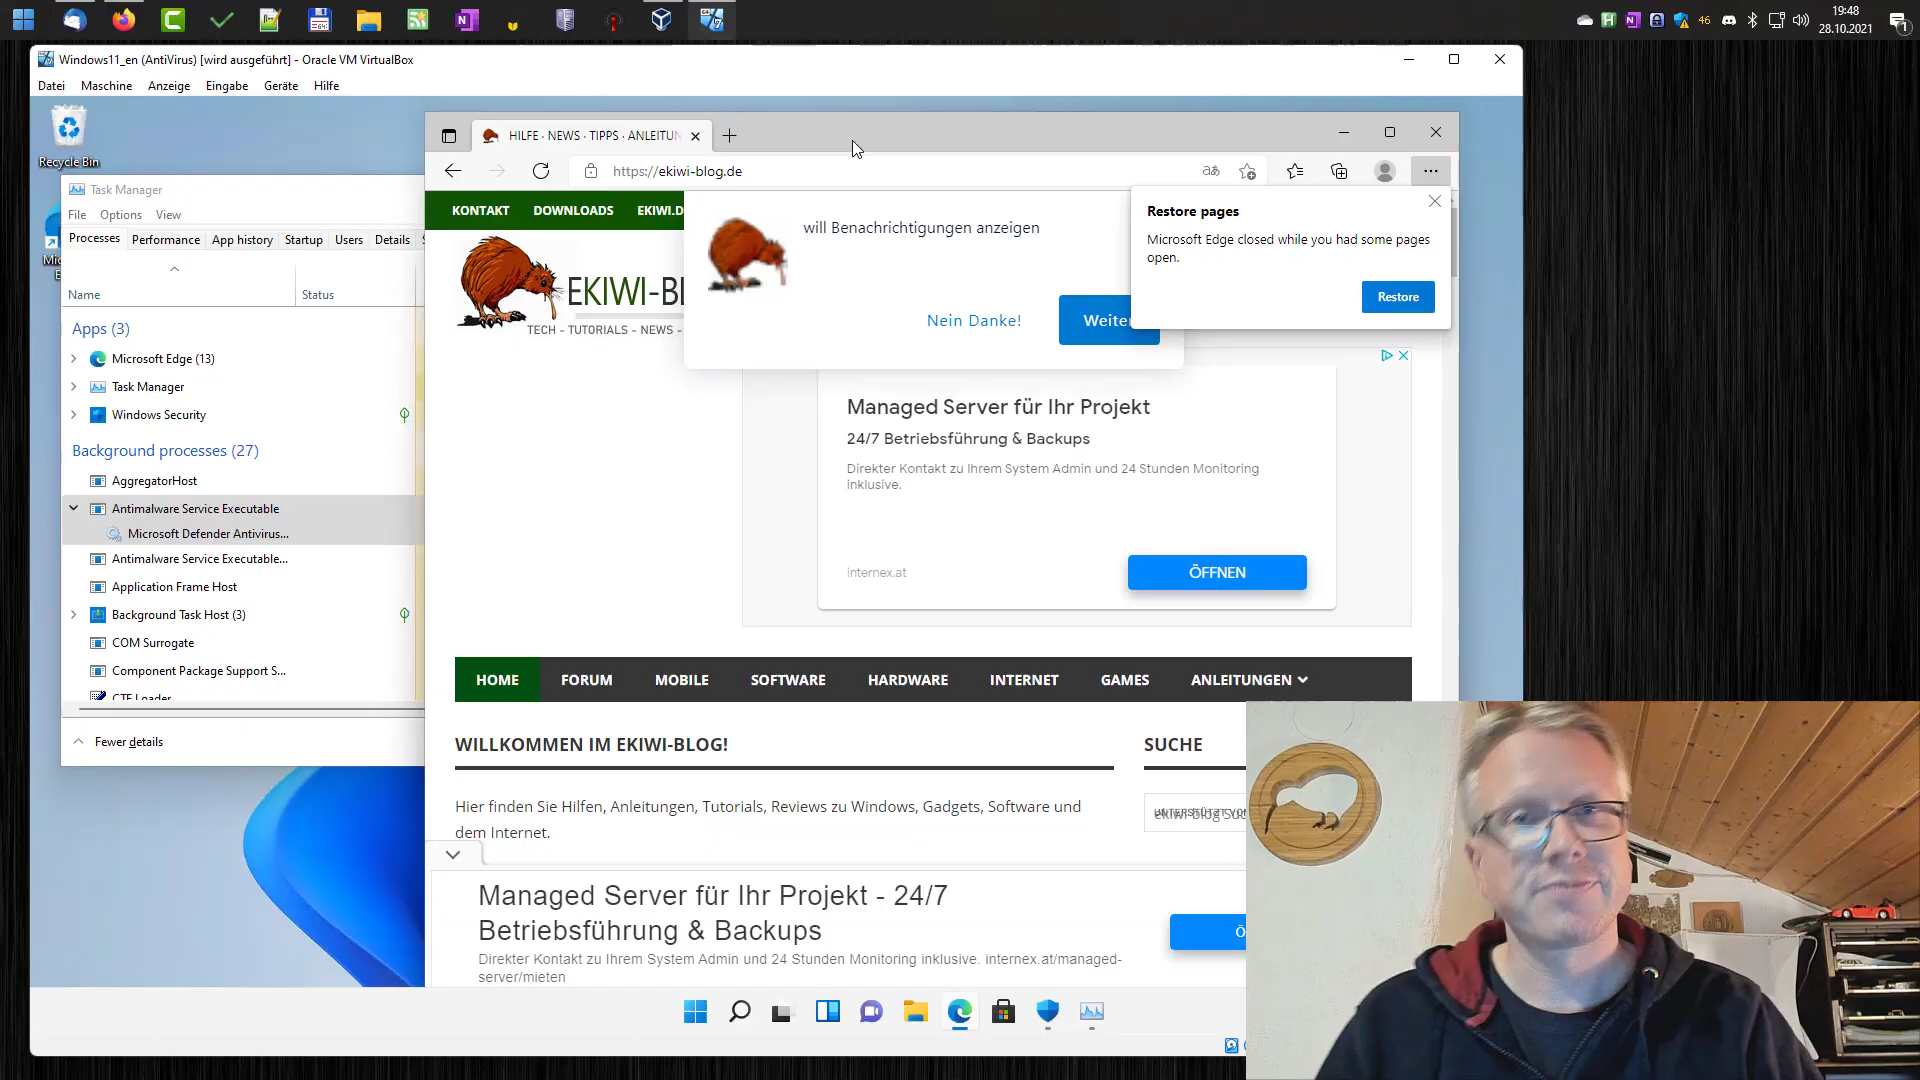 46
19:48
28.10.2021
1
Windows11_en (AntiVirus) [wird ausgeführt] - Oracle VM VirtualBox
Datei Maschine Anzeige Eingabe Geräte Hilfe
Recycle Bin
HILFE · NEWS · TIPPS · ANLEITUN
https://ekiwi-blog.de
Task Manager
File Options View
Processes Performance App history Startup Users Details
Name Status
Apps (3)
Microsoft Edge (13)
Task Manager
Windows Security
Background processes (27)
AggregatorHost
Antimalware Service Executable
Microsoft Defender Antivirus...
Antimalware Service Executable...
Application Frame Host
Background Task Host (3)
COM Surrogate
Component Package Support S...
CTF Loader
Fewer details
KONTAKT DOWNLOADS EKIWI.D
EKIWI-BL
TECH - TUTORIALS - NEWS -
will Benachrichtigungen anzeigen
Nein Danke!
Weiter
Restore pages
Microsoft Edge closed while you had some pages
open.
Restore
Managed Server für Ihr Projekt
24/7 Betriebsführung & Backups
Direkter Kontakt zu Ihrem System Admin und 24 Stunden Monitoring
inklusive.
internex.at
ÖFFNEN
HOME FORUM MOBILE SOFTWARE HARDWARE INTERNET GAMES ANLEITUNGEN
WILLKOMMEN IM EKIWI-BLOG!
SUCHE
Hier finden Sie Hilfen, Anleitungen, Tutorials, Reviews zu Windows, Gadgets, Software und
dem Internet.
Managed Server für Ihr Projekt - 24/7
Betriebsführung & Backups
Direkter Kontakt zu Ihrem System Admin und 24 Stunden Monitoring inklusive. internex.at/managed-
server/mieten